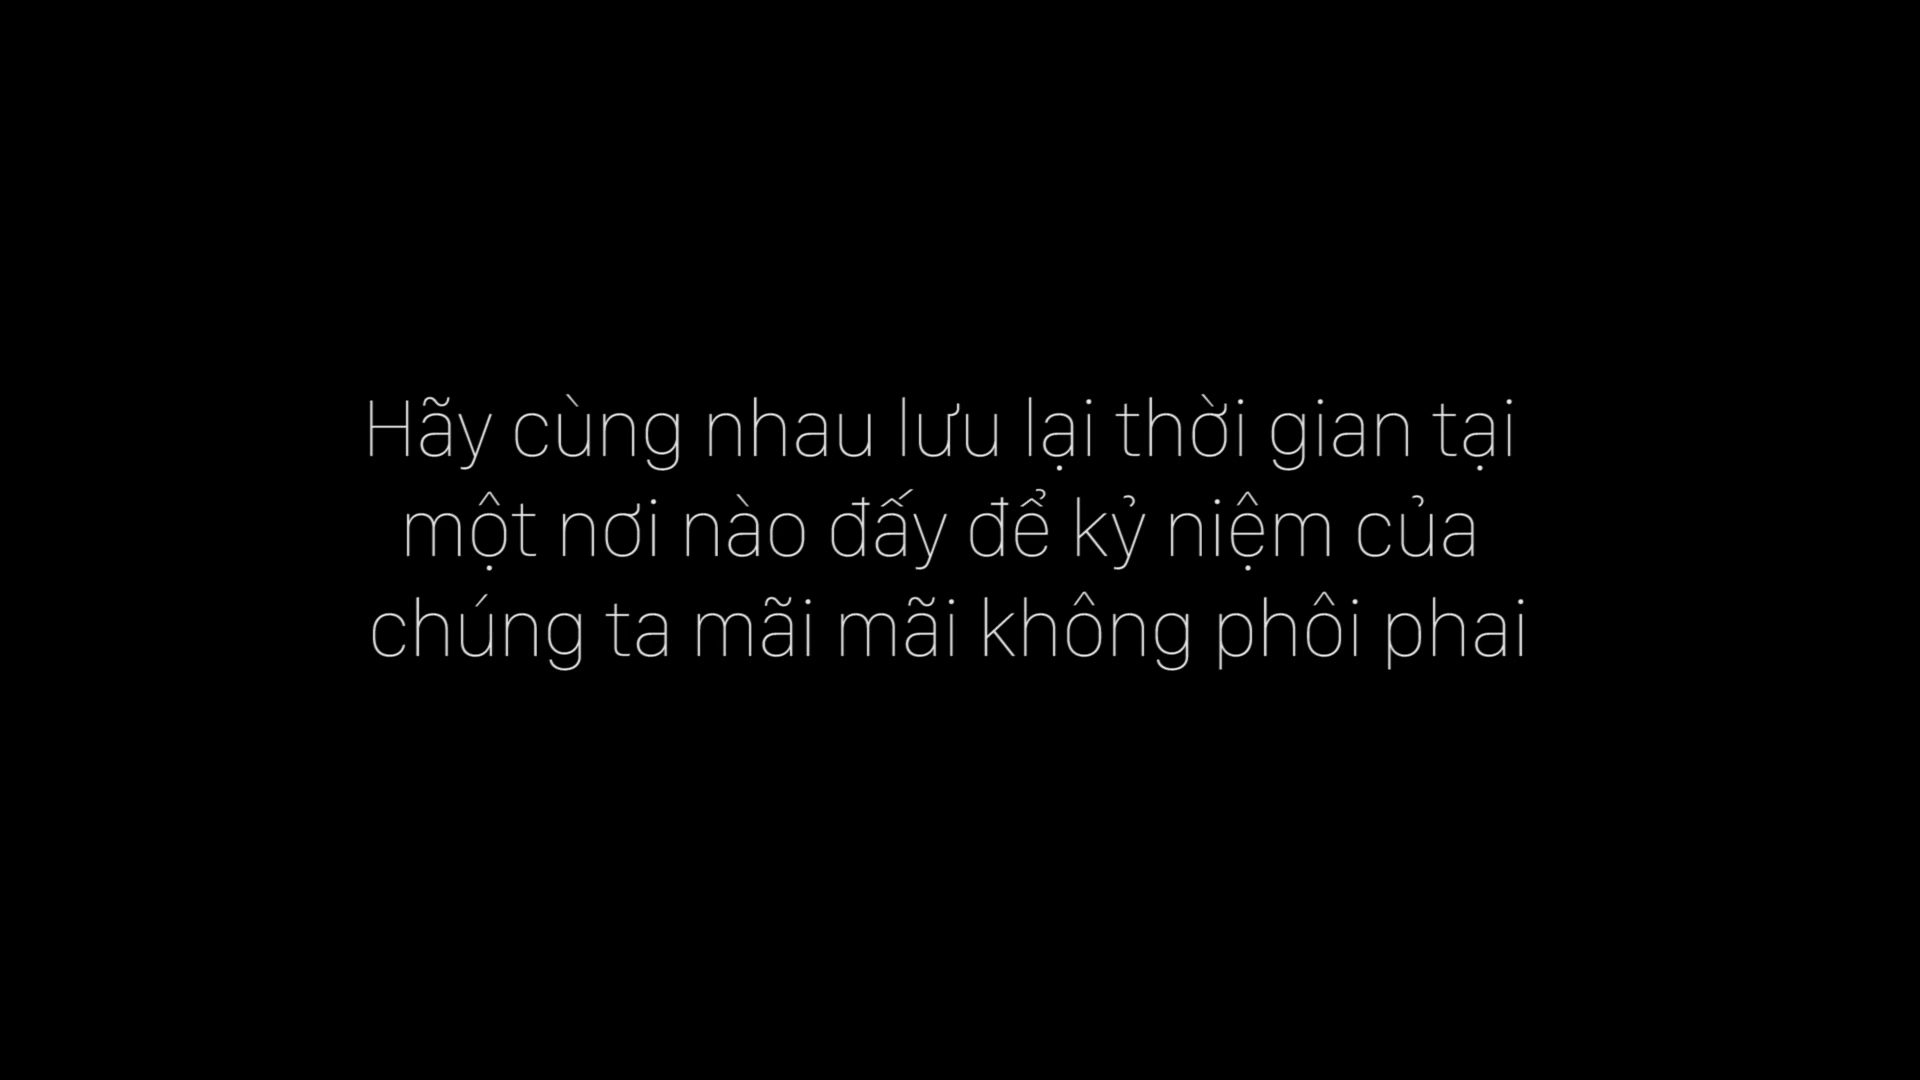 Hãy cùng nhau lưu lại thời gian tại
một nơi nào đấy để kỷ niệm của
chúng ta mãi mãi không phôi phai